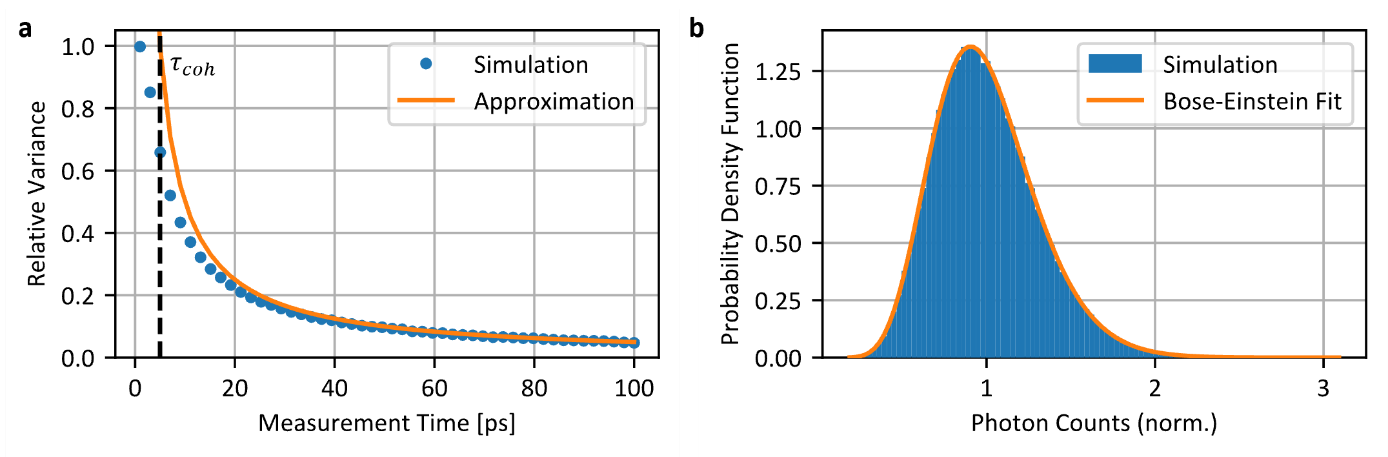 a
1.0
0.8
0.6
0.4
0.2
0.0
Relative Variance
τcoh
Simulation
Approximation
0 20 40 60 80 100
Measurement Time [ps]
b
1.25
1.00
0.75
0.50
0.25
0.00
Probability Density Function
Simulation
Bose-Einstein Fit
1 2 3
Photon Counts (norm.)